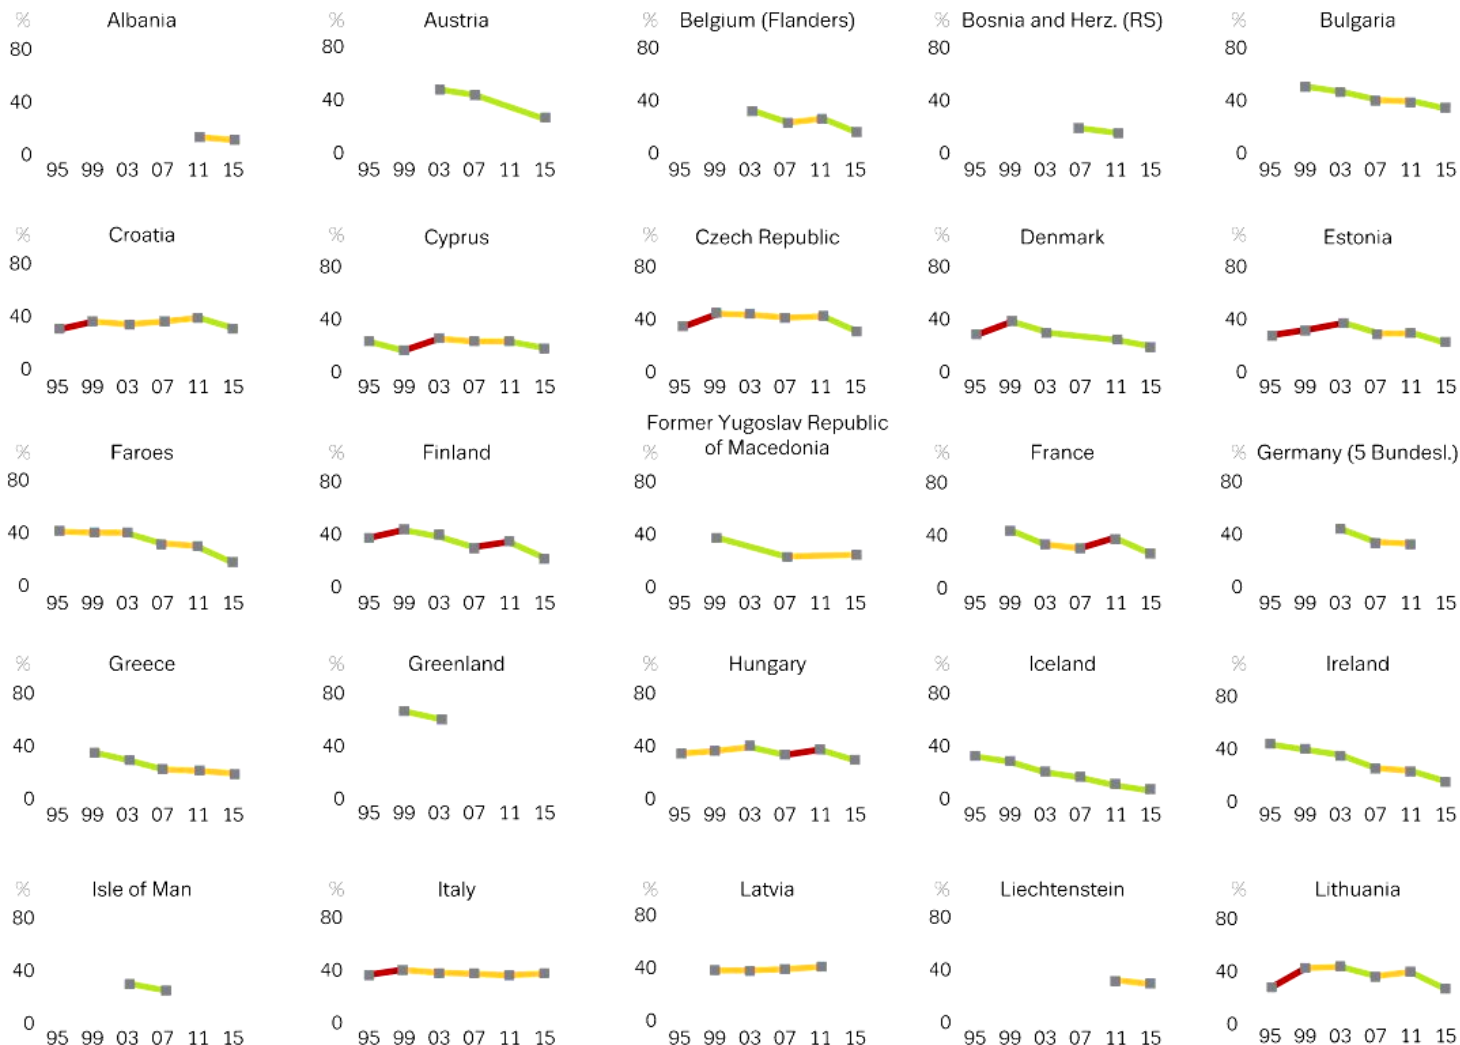 % Albania % Austria % Belgium (Flanders) % Bosnia and Herz. (RS) % Bulgaria
80 80 80 80 80
40 40 40 40 40
0 0 0 0 0
95 99 03 07 11 15 95 99 03 07 11 15 95 99 03 07 11 15 95 99 03 07 11 15 95 99 03 07 11 15
% Croatia % Cyprus % Czech Republic % Denmark % Estonia
80 80 80 80 80
40 40 40 40 40
0 0 0 0 0
95 99 03 07 11 15 95 99 03 07 11 15 95 99 03 07 11 15 95 99 03 07 11 15 95 99 03 07 11 15
Former Yugoslav Republic
% Faroes % Finland % of Macedonia % France % Germany (5 Bundesl.)
80 80 80 80 80
40 40 40 40 40
0 0 0 0 0
95 99 03 07 11 15 95 99 03 07 11 15 95 99 03 07 11 15 95 99 03 07 11 15 95 99 03 07 11 15
% Greece % Greenland % Hungary % Iceland % Ireland
80 80 80 80 80
40 40 40 40 40
0 0 0 0 0
95 99 03 07 11 15 95 99 03 07 11 15 95 99 03 07 11 15 95 99 03 07 11 15 95 99 03 07 11 15
% Isle of Man % Italy % Latvia % Liechtenstein % Lithuania
80 80 80 80 80
40 40 40 40 40
0 0 0 0 0
95 99 03 07 11 15 95 99 03 07 11 15 95 99 03 07 11 15 95 99 03 07 11 15 95 99 03 07 11 15